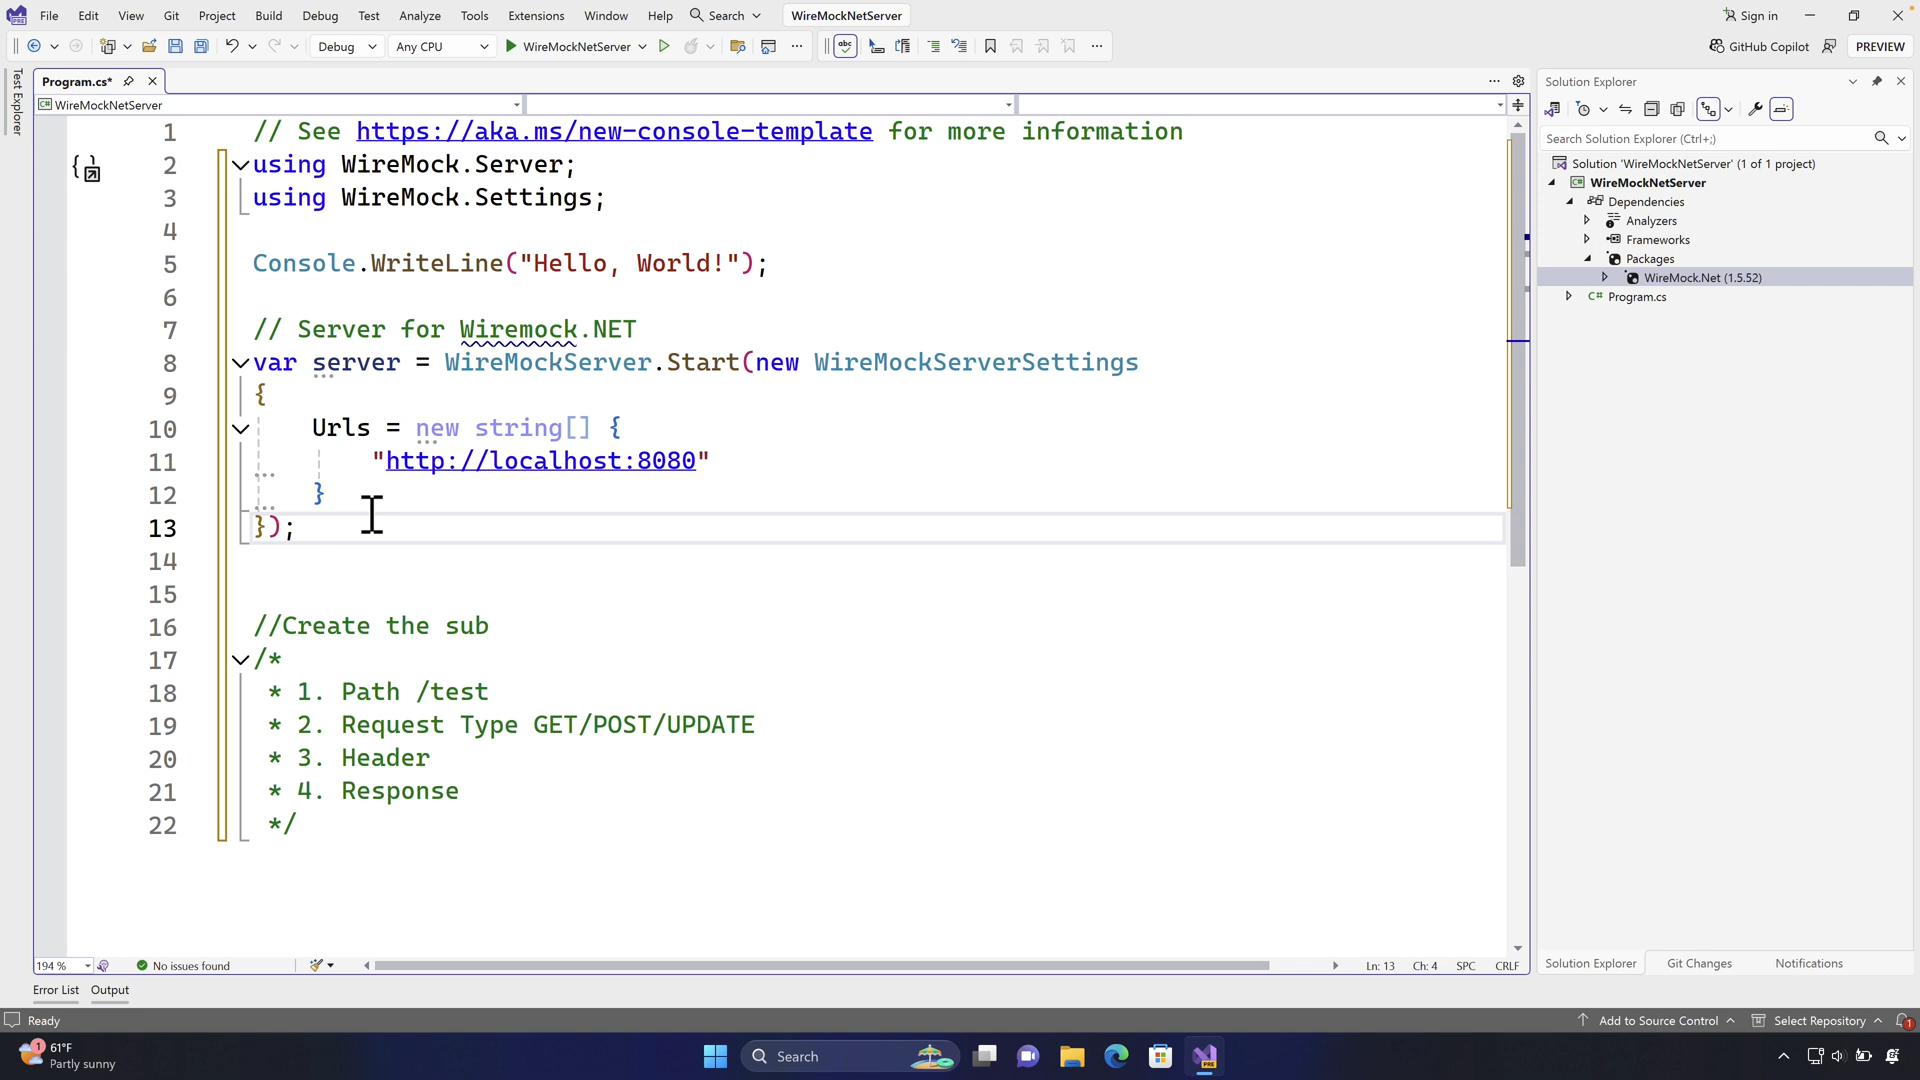 File Edit View Git Project Build Debug Test Analyze Tools Extensions Window Help Search WireMockNetServer Sign in
Debug Any CPU WireMockNetServer abc GitHub Copilot PREVIEW
Test Explorer
Program.cs*
WireMockNetServer
1 // See https://aka.ms/new-console-template for more information
2 using WireMock.Server;
3 using WireMock.Settings;
4
5 Console.WriteLine("Hello, World!");
6
7 // Server for Wiremock.NET
8 var server = WireMockServer.Start(new WireMockServerSettings
9 {
10 Urls = new string[] {
11 "http://localhost:8080"
12 }
13 });
14
15
16 //Create the sub
17 /*
18 * 1. Path /test
19 * 2. Request Type GET/POST/UPDATE
20 * 3. Header
21 * 4. Response
22 */
194 % No issues found Ln: 13 Ch: 4 SPC CRLF
Error List Output
Solution Explorer
Search Solution Explorer (Ctrl+;)
Solution 'WireMockNetServer' (1 of 1 project)
WireMockNetServer
Dependencies
Analyzers
Frameworks
Packages
WireMock.Net (1.5.52)
C# Program.cs
Solution Explorer Git Changes Notifications
Ready Add to Source Control Select Repository 1
1 61°F
Partly sunny
Search
PRE